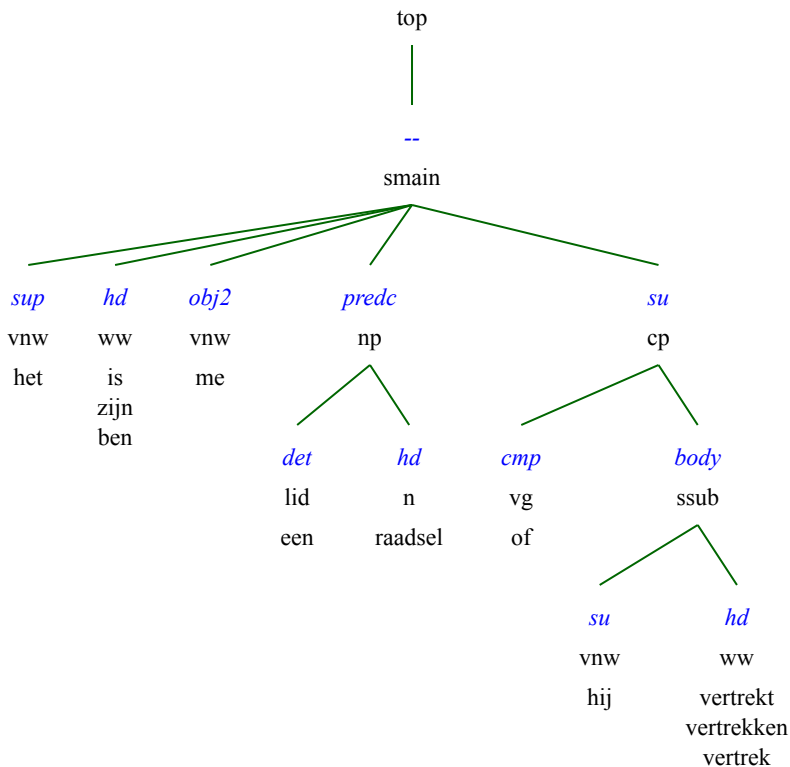 top
--
smain
sup hd obj2 predc su
vnw ww vnw np cp
het is me
zijn
ben
det hd cmp body
lid n vg ssub
een raadsel of
su hd
vnw ww
hij vertrekt
vertrekken
vertrek